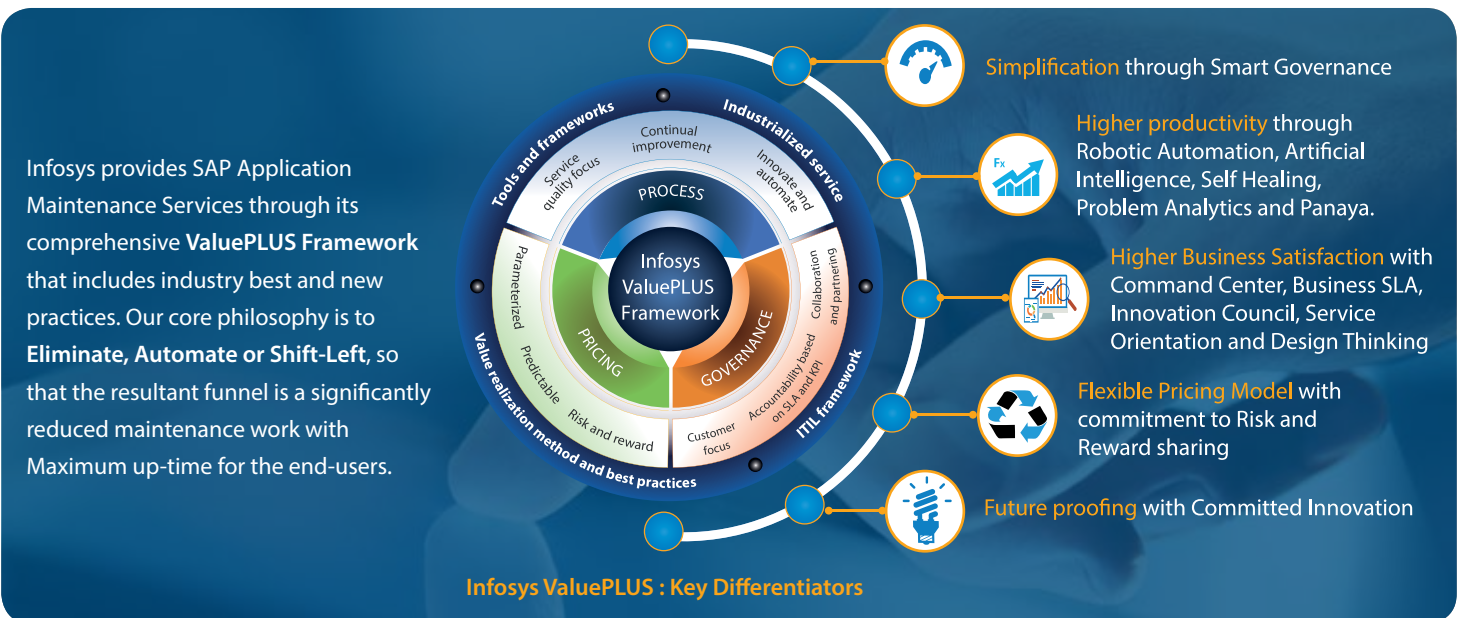 Infosys provides SAP Application
Maintenance Services through its
comprehensive ValuePLUS Framework
that includes industry best and new
practices. Our core philosophy is to
Eliminate, Automate or Shift-Left, so
that the resultant funnel is a significantly
reduced maintenance work with
Maximum up-time for the end-users.
Tools and frameworks
Industrialized service
ITIL framework
Value realization method and best practices
Service
quality focus
Continual
improvement
Innovate and
automate
Collaboration
and partnering
Accountability based
on SLA and KPI
Customer
focus
Risk and reward
Predictable
Parameterized
PROCESS
GOVERNANCE
PRICING
Infosys
ValuePLUS
Framework
Simplification through Smart Governance
Fx
Higher productivity through
Robotic Automation, Artificial
Intelligence, Self Healing,
Problem Analytics and Panaya.
Higher Business Satisfaction with
Command Center, Business SLA,
Innovation Council, Service
Orientation and Design Thinking
Flexible Pricing Model with
commitment to Risk and
Reward sharing
Future proofing with Committed Innovation
Infosys ValuePLUS : Key Differentiators